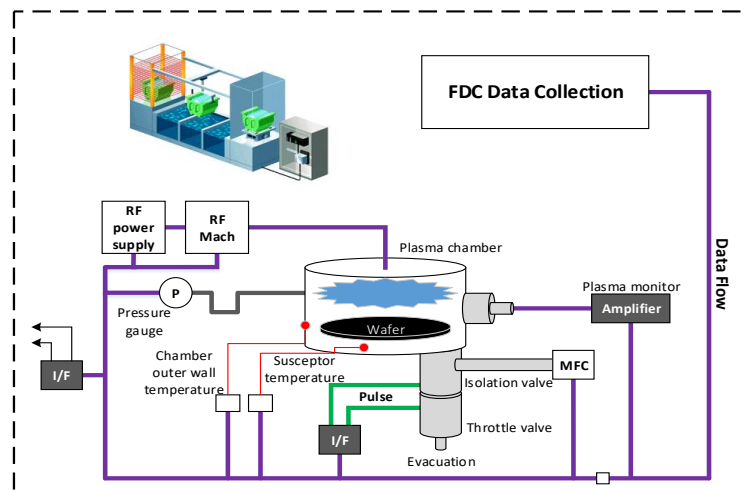 FDC Data Collection
RF
power
supply
RF
Mach
Plasma chamber
Data Flow
P
Pressure
gauge
Plasma monitor
Amplifier
Wafer
I/F
Chamber
outer wall
temperature
Susceptor
temperature
Isolation valve
MFC
Pulse
I/F
Throttle valve
Evacuation